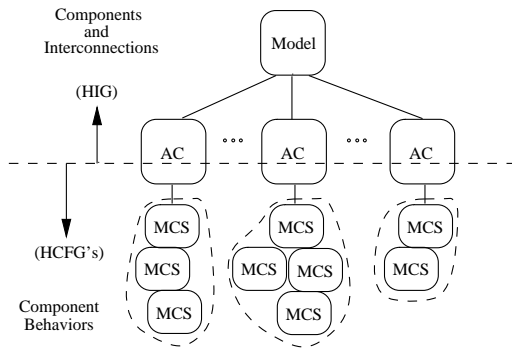 Components
and
Interconnections
Model
(HIG)
AC
°°°
AC
°°°
AC
(HCFG's)
MCS
MCS
MCS
MCS
MCS
MCS
MCS
MCS
MCS
Component
Behaviors